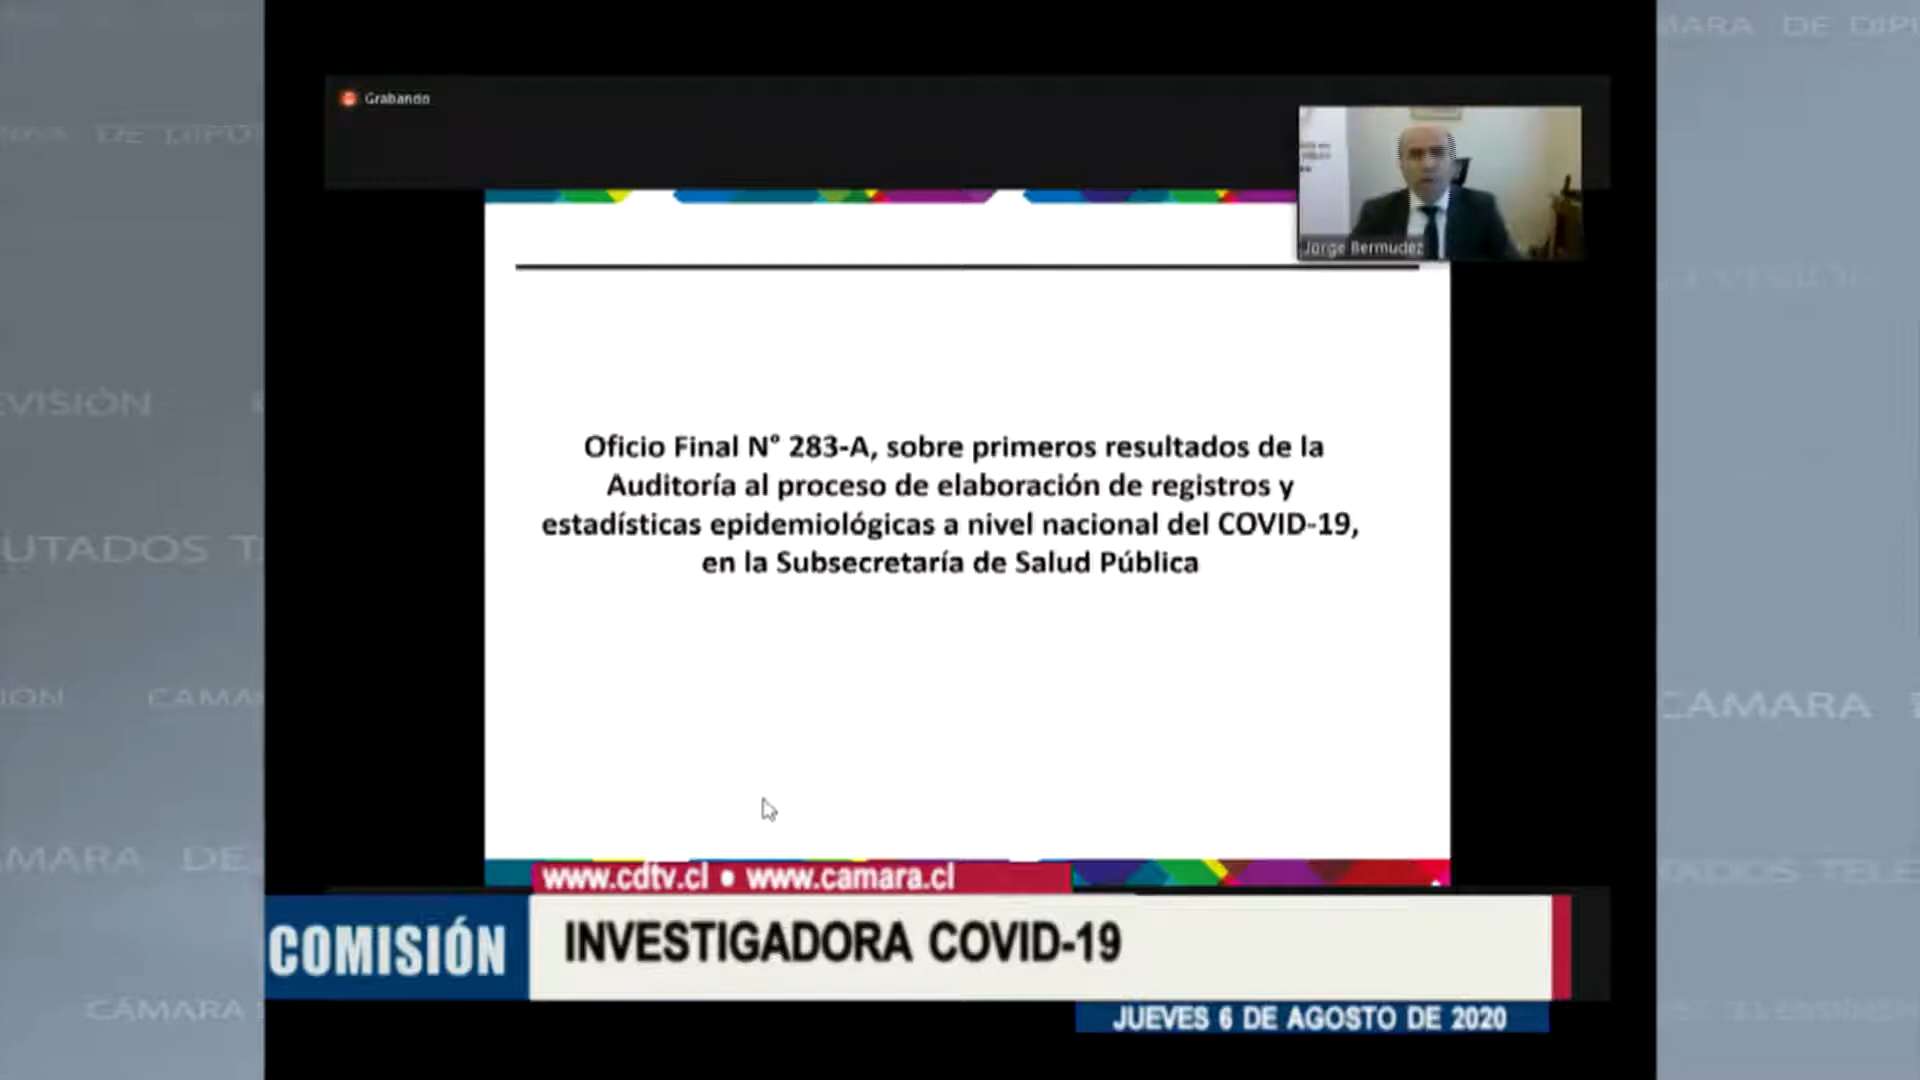 Grabando
Jorge Bermudez
Oficio Final N° 283-A, sobre primeros resultados de la
Auditoría al proceso de elaboración de registros y
estadísticas epidemiológicas a nivel nacional del COVID-19,
en la Subsecretaría de Salud Pública
www.cdtv.cl • www.camara.cl
COMISIÓN
INVESTIGADORA COVID-19
JUEVES 6 DE AGOSTO DE 2020
CÁMARA
CÁMARA